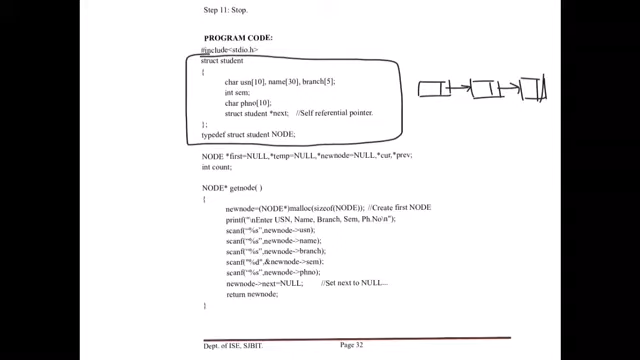 Step 11: Stop.
PROGRAM CODE:
#include<stdio.h>
struct student
{
char usn[10], name[30], branch[5];
int sem;
char phno[10];
struct student *next; //Self referential pointer.
};
typedef struct student NODE;
NODE *first=NULL,*temp=NULL,*newnode=NULL,*cur,*prev;
int count;
NODE* getnode( )
{
newnode=(NODE*)malloc(sizeof(NODE)); //Create first NODE
printf("\nEnter USN, Name, Branch, Sem, Ph.No\n");
scanf("%s",newnode->usn);
scanf("%s",newnode->name);
scanf("%s",newnode->branch);
scanf("%d",&newnode->sem);
scanf("%s",newnode->phno);
newnode->next=NULL; //Set next to NULL...
return newnode;
}
Dept. of ISE, SJBIT. Page 32